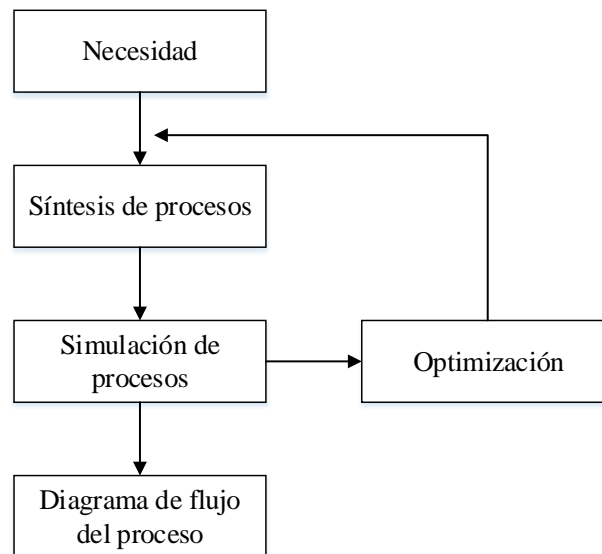 Necesidad
Síntesis de procesos
Simulación de
procesos
Optimización
Diagrama de flujo
del proceso